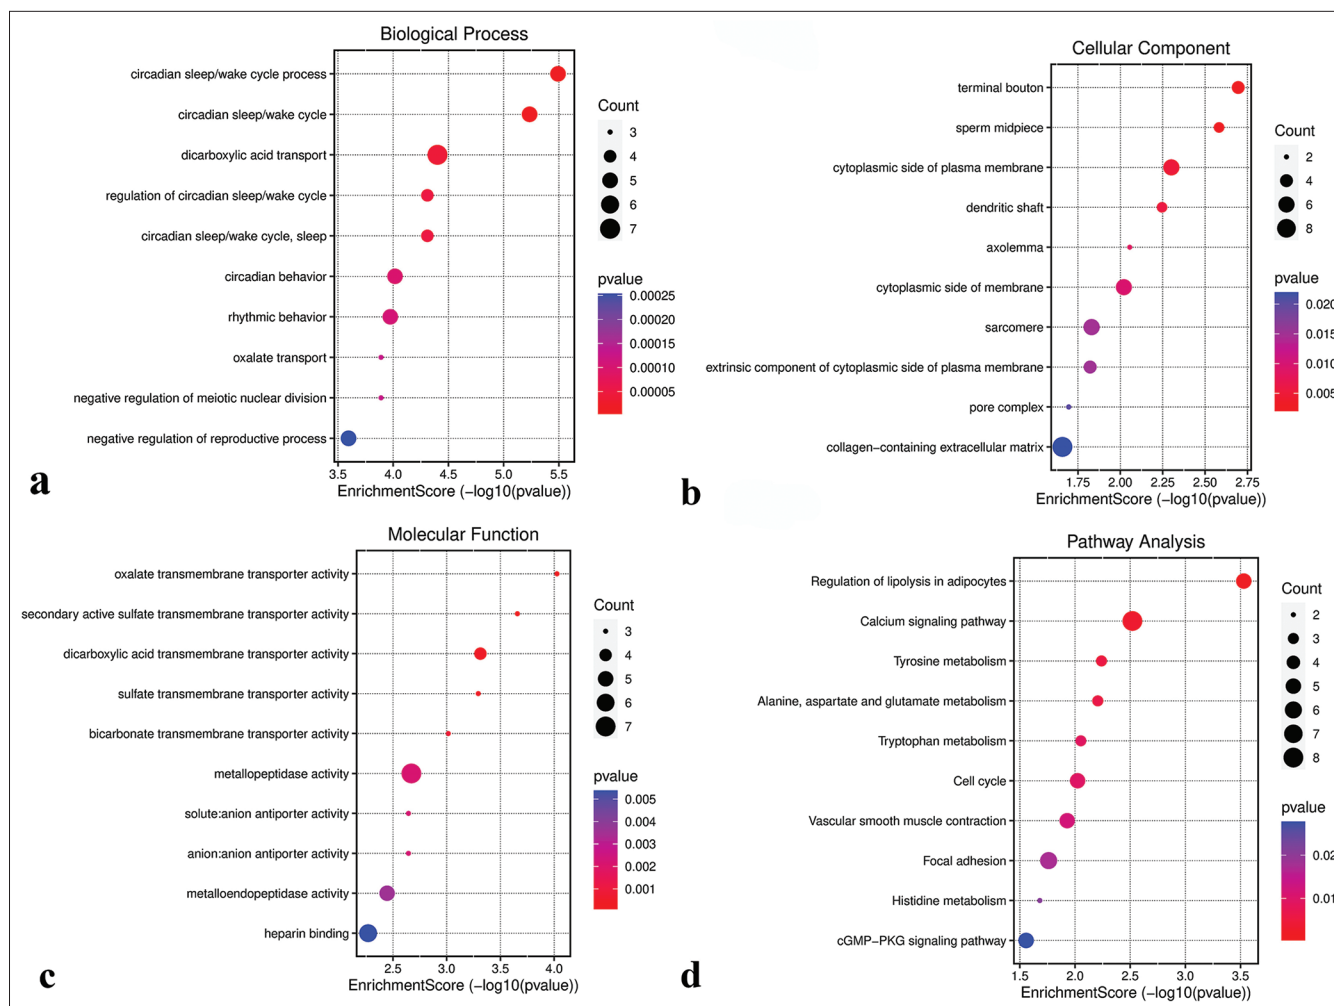 Biological Process
circadian sleep/wake cycle process
circadian sleep/wake cycle
dicarboxylic acid transport
regulation of circadian sleep/wake cycle
circadian sleep/wake cycle, sleep
circadian behavior
rhythmic behavior
oxalate transport
negative regulation of meiotic nuclear division
negative regulation of reproductive process
3.5 4.0 4.5 5.0 5.5
EnrichmentScore (−log10(pvalue))
Count
3
4
5
6
7
pvalue
0.00025
0.00020
0.00015
0.00010
0.00005
a
Cellular Component
terminal bouton
sperm midpiece
cytoplasmic side of plasma membrane
dendritic shaft
axolemma
cytoplasmic side of membrane
sarcomere
extrinsic component of cytoplasmic side of plasma membrane
pore complex
collagen−containing extracellular matrix
1.75 2.00 2.25 2.50 2.75
EnrichmentScore (−log10(pvalue))
Count
2
4
6
8
pvalue
0.020
0.015
0.010
0.005
b
Molecular Function
oxalate transmembrane transporter activity
secondary active sulfate transmembrane transporter activity
dicarboxylic acid transmembrane transporter activity
sulfate transmembrane transporter activity
bicarbonate transmembrane transporter activity
metallopeptidase activity
solute:anion antiporter activity
anion:anion antiporter activity
metalloendopeptidase activity
heparin binding
2.5 3.0 3.5 4.0
EnrichmentScore (−log10(pvalue))
Count
3
4
5
6
7
pvalue
0.005
0.004
0.003
0.002
0.001
c
Pathway Analysis
Regulation of lipolysis in adipocytes
Calcium signaling pathway
Tyrosine metabolism
Alanine, aspartate and glutamate metabolism
Tryptophan metabolism
Cell cycle
Vascular smooth muscle contraction
Focal adhesion
Histidine metabolism
cGMP−PKG signaling pathway
1.5 2.0 2.5 3.0 3.5
EnrichmentScore (−log10(pvalue))
Count
2
3
4
5
6
7
8
pvalue
0.02
0.01
d